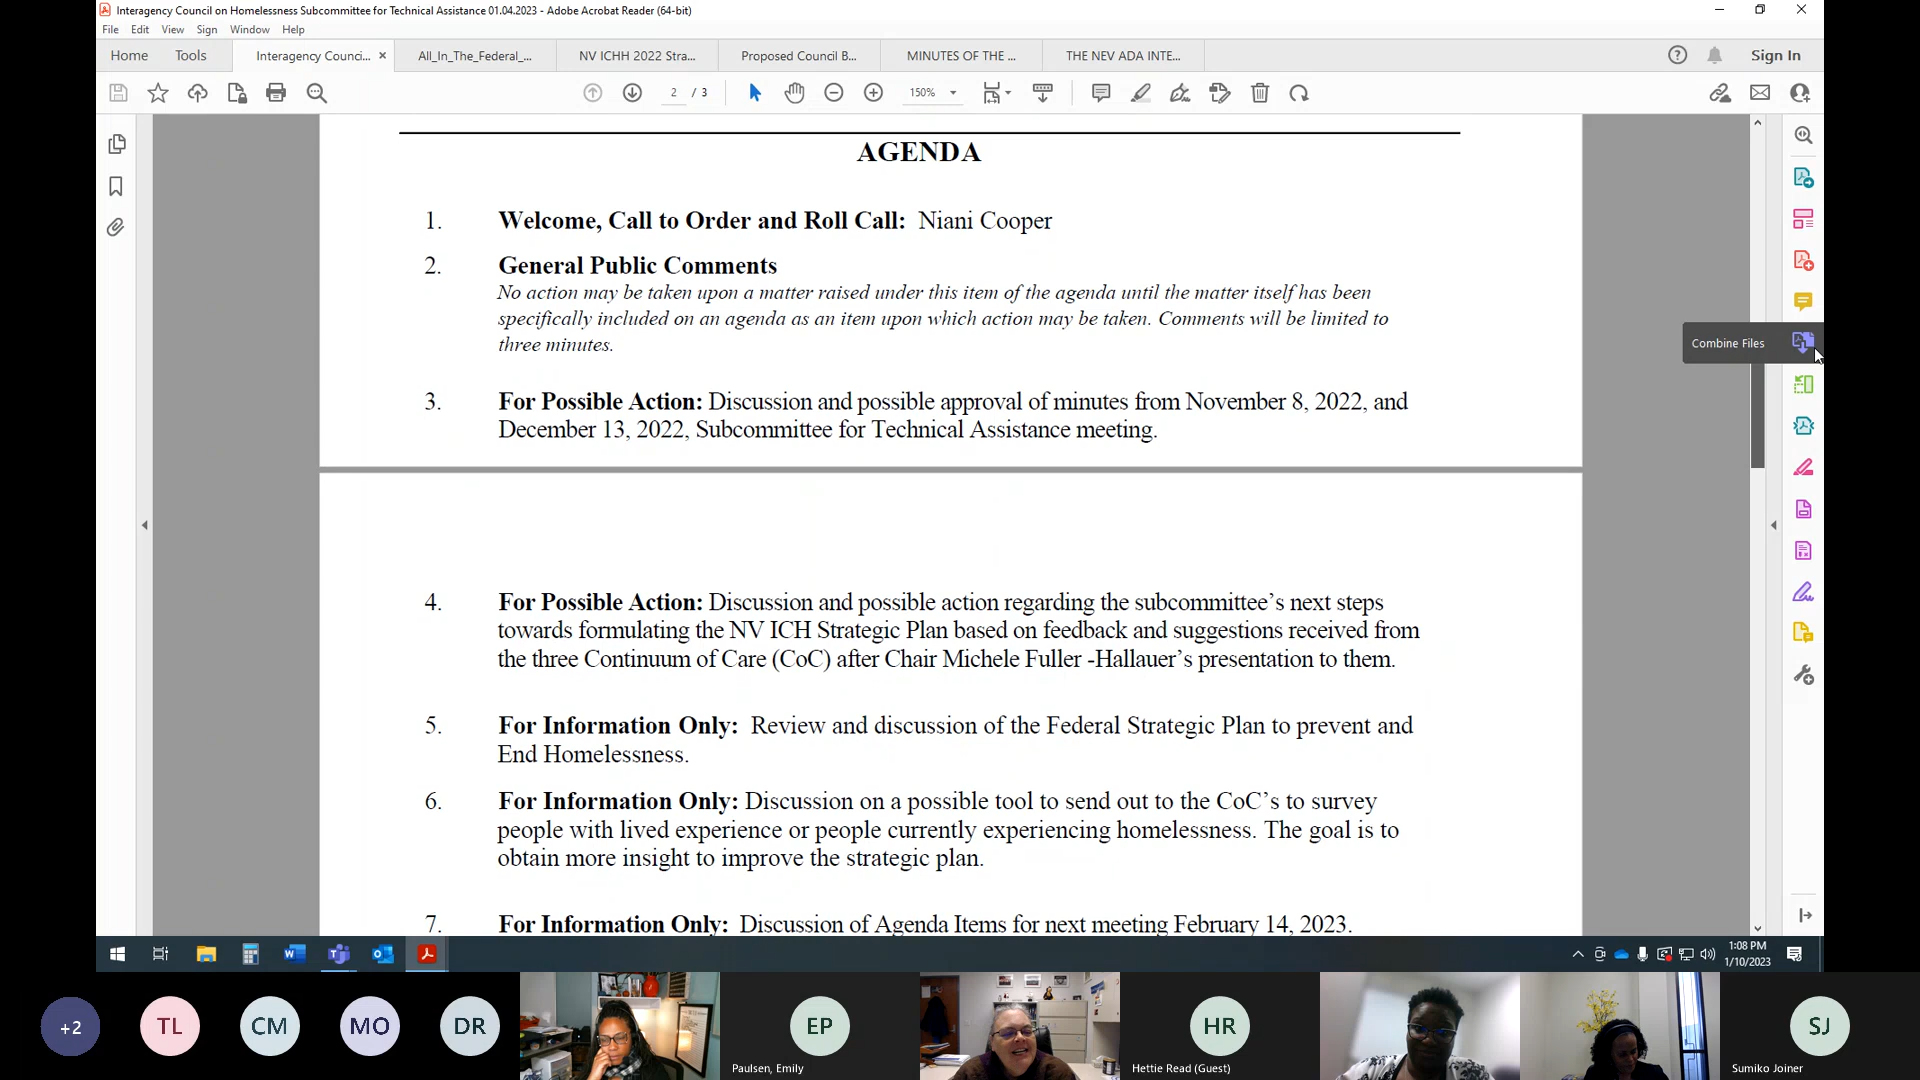 Interagency Council on Homelessness Subcommittee for Technical Assistance 01.04.2023 - Adobe Acrobat Reader (64-bit)
File Edit View Sign Window Help
Home Tools Interagency Counci... × All_In_The_Federal_... NV ICHH 2022 Stra... Proposed Council B... MINUTES OF THE ... THE NEV ADA INTE... Sign In
2 / 3 150%
AGENDA
1. Welcome, Call to Order and Roll Call: Niani Cooper
2. General Public Comments
No action may be taken upon a matter raised under this item of the agenda until the matter itself has been
specifically included on an agenda as an item upon which action may be taken. Comments will be limited to
three minutes.
Combine Files
3. For Possible Action: Discussion and possible approval of minutes from November 8, 2022, and
December 13, 2022, Subcommittee for Technical Assistance meeting.
4. For Possible Action: Discussion and possible action regarding the subcommittee's next steps
towards formulating the NV ICH Strategic Plan based on feedback and suggestions received from
the three Continuum of Care (CoC) after Chair Michele Fuller -Hallauer's presentation to them.
5. For Information Only: Review and discussion of the Federal Strategic Plan to prevent and
End Homelessness.
6. For Information Only: Discussion on a possible tool to send out to the CoC's to survey
people with lived experience or people currently experiencing homelessness. The goal is to
obtain more insight to improve the strategic plan.
7. For Information Only: Discussion of Agenda Items for next meeting February 14, 2023.
1:08 PM
1/10/2023
+2 TL CM MO DR EP HR SJ
Paulsen, Emily Hettie Read (Guest) Sumiko Joiner